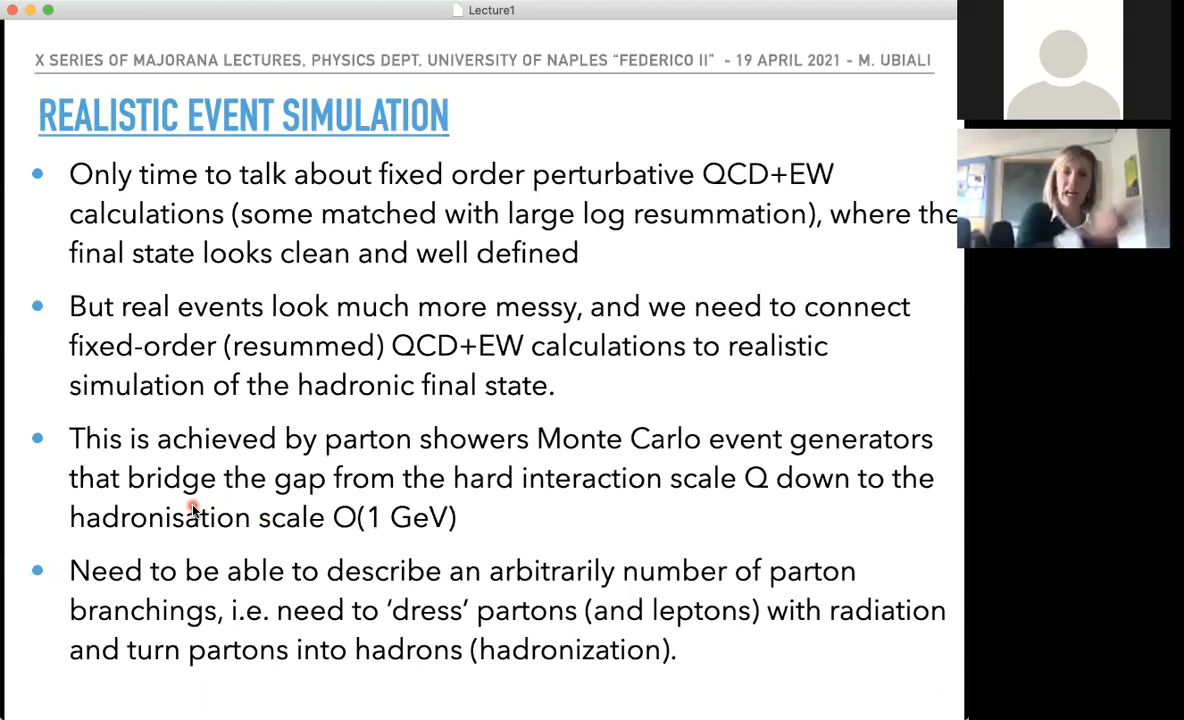 Lecture1
X SERIES OF MAJORANA LECTURES, PHYSICS DEPT, UNIVERSITY OF NAPLES "FEDERICO II" - 19 APRIL 2021 - M. UBIALI
REALISTIC EVENT SIMULATION
• Only time to talk about fixed order perturbative QCD+EW
calculations (some matched with large log resummation), where the
final state looks clean and well defined
• But real events look much more messy, and we need to connect
fixed-order (resummed) QCD+EW calculations to realistic
simulation of the hadronic final state.
• This is achieved by parton showers Monte Carlo event generators
that bridge the gap from the hard interaction scale Q down to the
hadronisation scale O(1 GeV)
• Need to be able to describe an arbitrarily number of parton
branchings, i.e. need to ‘dress’ partons (and leptons) with radiation
and turn partons into hadrons (hadronization).